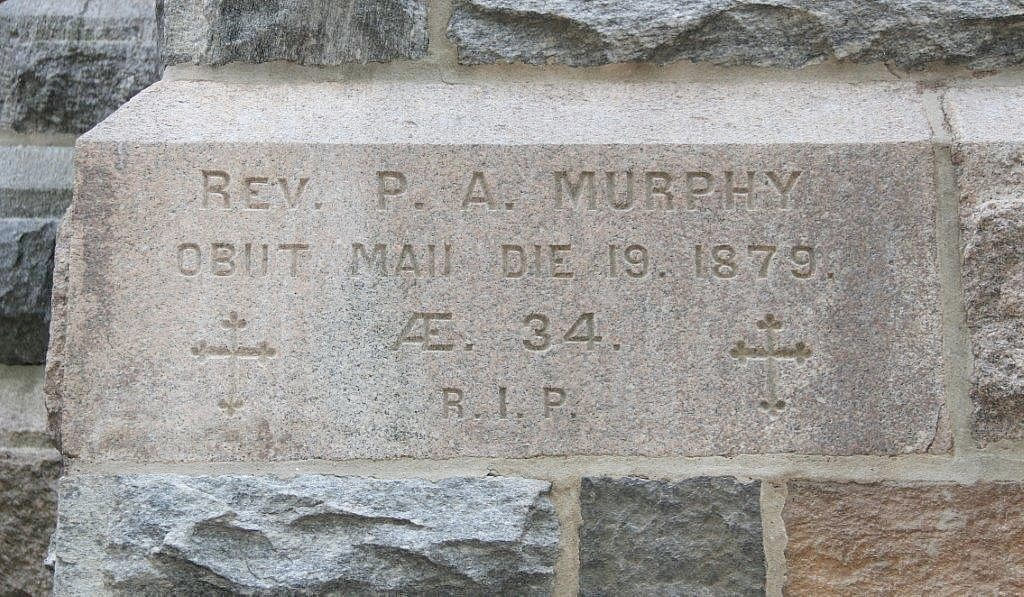 REV. P. A. MURPHY
OBIIT MAII DIE 19. 1879.
Æ. 34.
R.I.P.